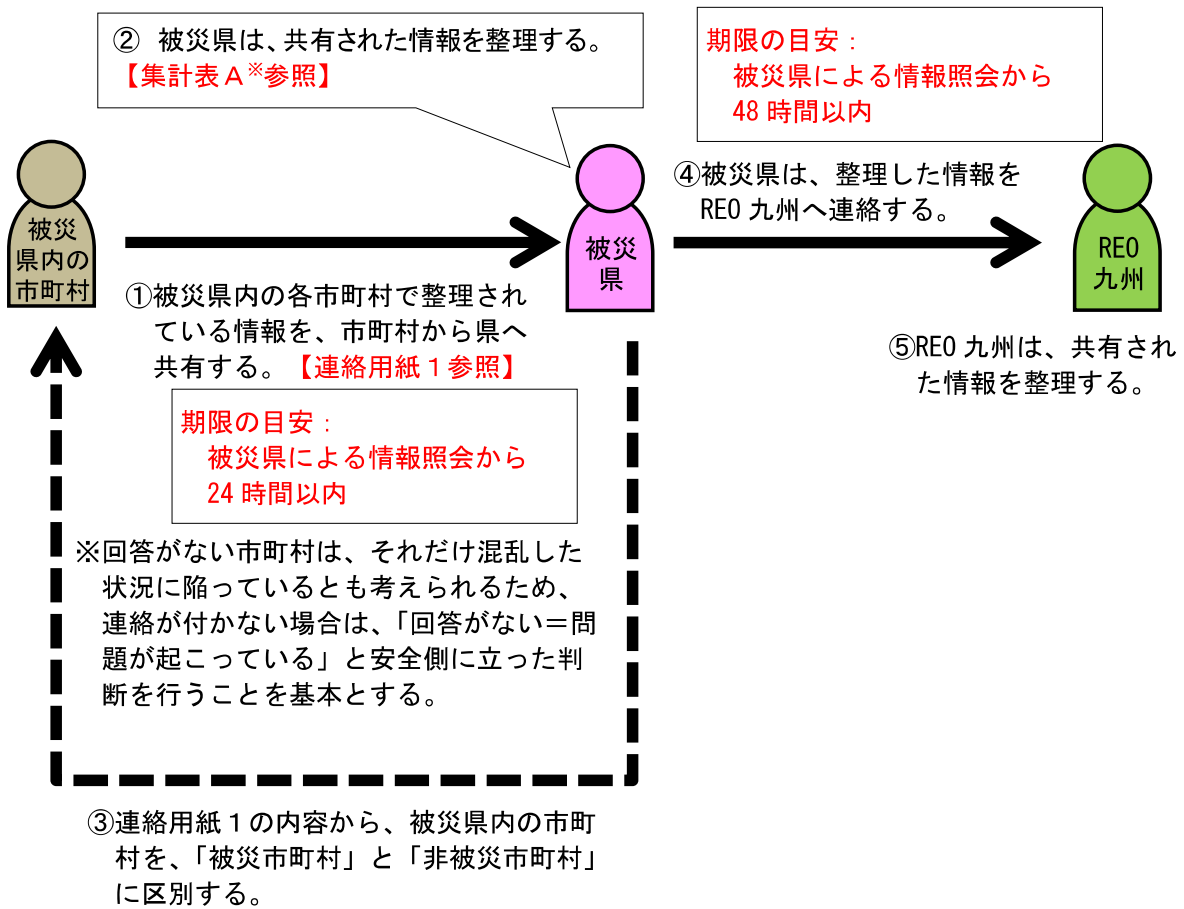 ② 被災県は、共有された情報を整理する。
【集計表A※参照】
期限の目安：
被災県による情報照会から
48時間以内
④被災県は、整理した情報を
REO九州へ連絡する。
被災
県内の
市町村
被災
県
REO
九州
①被災県内の各市町村で整理され
ている情報を、市町村から県へ
共有する。【連絡用紙１参照】
期限の目安：
被災県による情報照会から
24時間以内
⑤REO九州は、共有され
た情報を整理する。
※回答がない市町村は、それだけ混乱した
状況に陥っているとも考えられるため、
連絡が付かない場合は、「回答がない＝問
題が起こっている」と安全側に立った判
断を行うことを基本とする。
③連絡用紙１の内容から、被災県内の市町
村を、「被災市町村」と「非被災市町村」
に区別する。